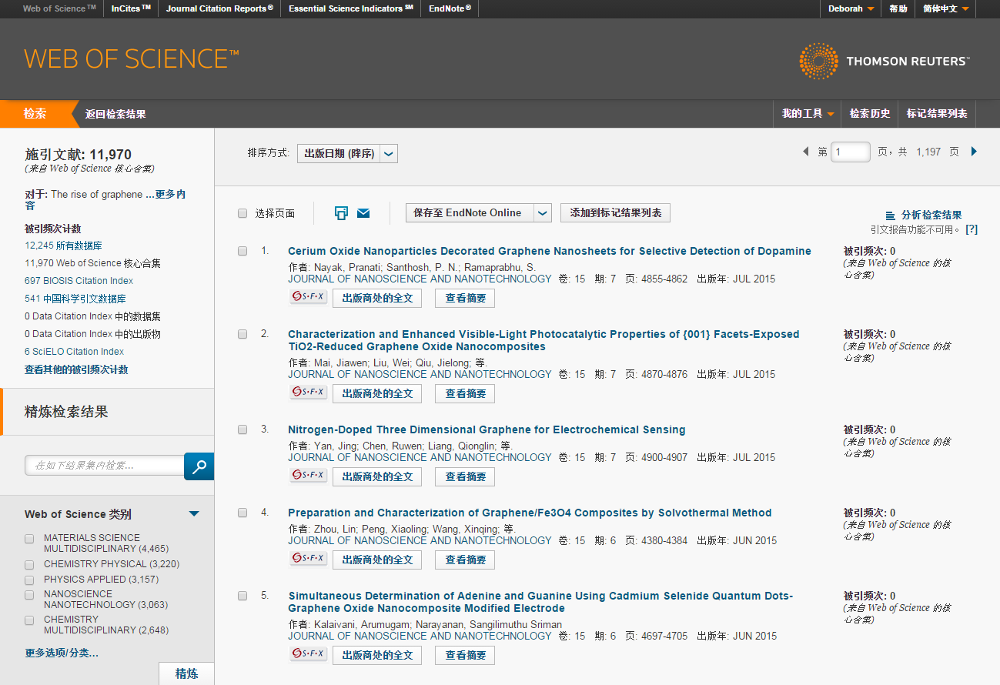 Web of Science™ InCites™ Journal Citation Reports® Essential Science Indicators℠ EndNote® Deborah 帮助 简体中文
WEB OF SCIENCE™
THOMSON REUTERS™
检索 返回检索结果 我的工具 检索历史 标记结果列表
施引文献: 11,970
(来自 Web of Science 核心合集)
对于: The rise of graphene ...更多内
容
被引频次计数
12,245 所有数据库
11,970 Web of Science 核心合集
697 BIOSIS Citation Index
541 中国科学引文数据库
0 Data Citation Index 中的数据集
0 Data Citation Index 中的出版物
6 SciELO Citation Index
查看其他的被引频次计数
精炼检索结果
在如下结果集内检索...
Web of Science 类别
MATERIALS SCIENCE
MULTIDISCIPLINARY (4,465)
CHEMISTRY PHYSICAL (3,220)
PHYSICS APPLIED (3,157)
NANOSCIENCE
NANOTECHNOLOGY (3,063)
CHEMISTRY
MULTIDISCIPLINARY (2,648)
更多选项/分类...
精炼
排序方式: 出版日期 (降序) 第 1 页，共 1,197 页
选择页面 保存至 EndNote Online 添加到标记结果列表
分析检索结果
引文报告功能不可用。 [?]
1. Cerium Oxide Nanoparticles Decorated Graphene Nanosheets for Selective Detection of Dopamine
作者: Nayak, Pranati; Santhosh, P. N.; Ramaprabhu, S.
JOURNAL OF NANOSCIENCE AND NANOTECHNOLOGY 卷: 15 期: 7 页: 4855-4862 出版年: JUL 2015
S·F·X 出版商处的全文 查看摘要
被引频次: 0
(来自 Web of Science 的核
心合集)
2. Characterization and Enhanced Visible-Light Photocatalytic Properties of {001} Facets-Exposed
TiO2-Reduced Graphene Oxide Nanocomposites
作者: Mai, Jiawen; Liu, Wei; Qiu, Jielong; 等.
JOURNAL OF NANOSCIENCE AND NANOTECHNOLOGY 卷: 15 期: 7 页: 4870-4876 出版年: JUL 2015
S·F·X 出版商处的全文 查看摘要
被引频次: 0
(来自 Web of Science 的核
心合集)
3. Nitrogen-Doped Three Dimensional Graphene for Electrochemical Sensing
作者: Yan, Jing; Chen, Ruwen; Liang, Qionglin; 等.
JOURNAL OF NANOSCIENCE AND NANOTECHNOLOGY 卷: 15 期: 7 页: 4900-4907 出版年: JUL 2015
S·F·X 出版商处的全文 查看摘要
被引频次: 0
(来自 Web of Science 的核
心合集)
4. Preparation and Characterization of Graphene/Fe3O4 Composites by Solvothermal Method
作者: Zhou, Lin; Peng, Xiaoling; Wang, Xinqing; 等.
JOURNAL OF NANOSCIENCE AND NANOTECHNOLOGY 卷: 15 期: 6 页: 4380-4384 出版年: JUN 2015
S·F·X 出版商处的全文 查看摘要
被引频次: 0
(来自 Web of Science 的核
心合集)
5. Simultaneous Determination of Adenine and Guanine Using Cadmium Selenide Quantum Dots-
Graphene Oxide Nanocomposite Modified Electrode
作者: Kalaivani, Arumugam; Narayanan, Sangilimuthu Sriman
JOURNAL OF NANOSCIENCE AND NANOTECHNOLOGY 卷: 15 期: 6 页: 4697-4705 出版年: JUN 2015
S·F·X 出版商处的全文 查看摘要
被引频次: 0
(来自 Web of Science 的核
心合集)